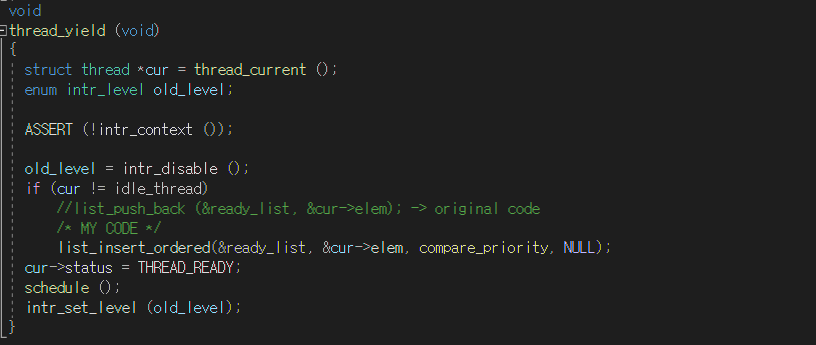 void
thread_yield (void)
{
struct thread *cur = thread_current ();
enum intr_level old_level;
ASSERT (!intr_context ());
old_level = intr_disable ();
if (cur != idle_thread)
//list_push_back (&ready_list, &cur->elem); -> original code
/* MY CODE */
list_insert_ordered(&ready_list, &cur->elem, compare_priority, NULL);
cur->status = THREAD_READY;
schedule ();
intr_set_level (old_level);
}